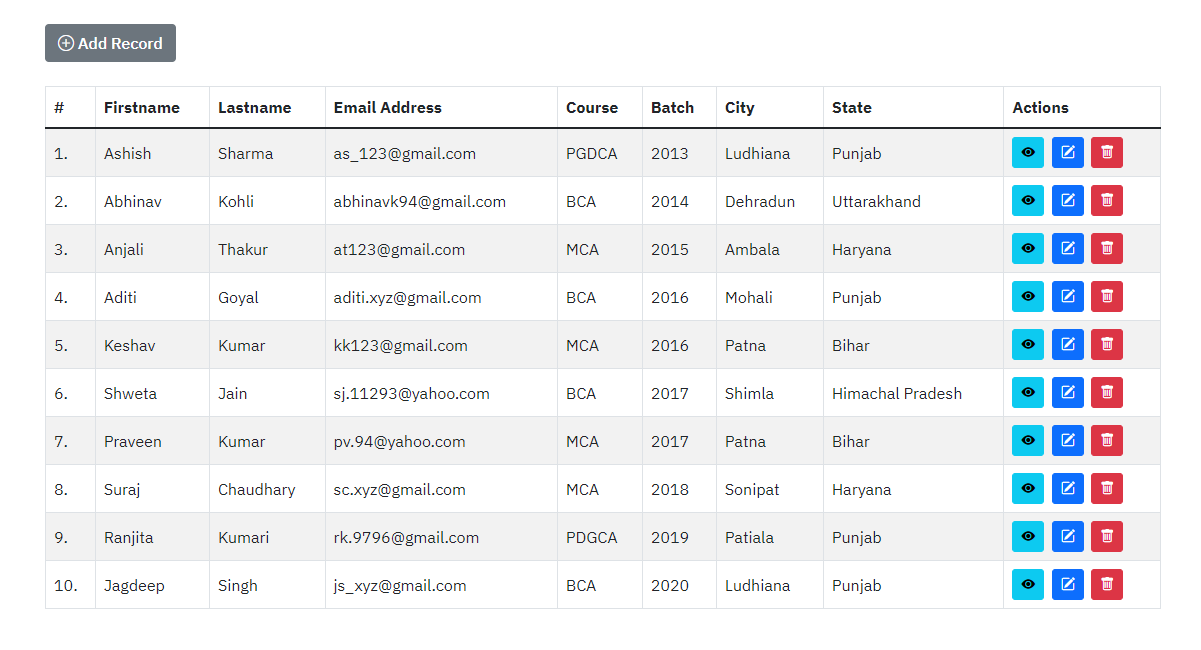 Add Record
# Firstname Lastname Email Address Course Batch City State Actions
1. Ashish Sharma as_123@gmail.com PGDCA 2013 Ludhiana Punjab
2. Abhinav Kohli abhinavk94@gmail.com BCA 2014 Dehradun Uttarakhand
3. Anjali Thakur at123@gmail.com MCA 2015 Ambala Haryana
4. Aditi Goyal aditi.xyz@gmail.com BCA 2016 Mohali Punjab
5. Keshav Kumar kk123@gmail.com MCA 2016 Patna Bihar
6. Shweta Jain sj.11293@yahoo.com BCA 2017 Shimla Himachal Pradesh
7. Praveen Kumar pv.94@yahoo.com MCA 2017 Patna Bihar
8. Suraj Chaudhary sc.xyz@gmail.com MCA 2018 Sonipat Haryana
9. Ranjita Kumari rk.9796@gmail.com PDGCA 2019 Patiala Punjab
10. Jagdeep Singh js_xyz@gmail.com BCA 2020 Ludhiana Punjab